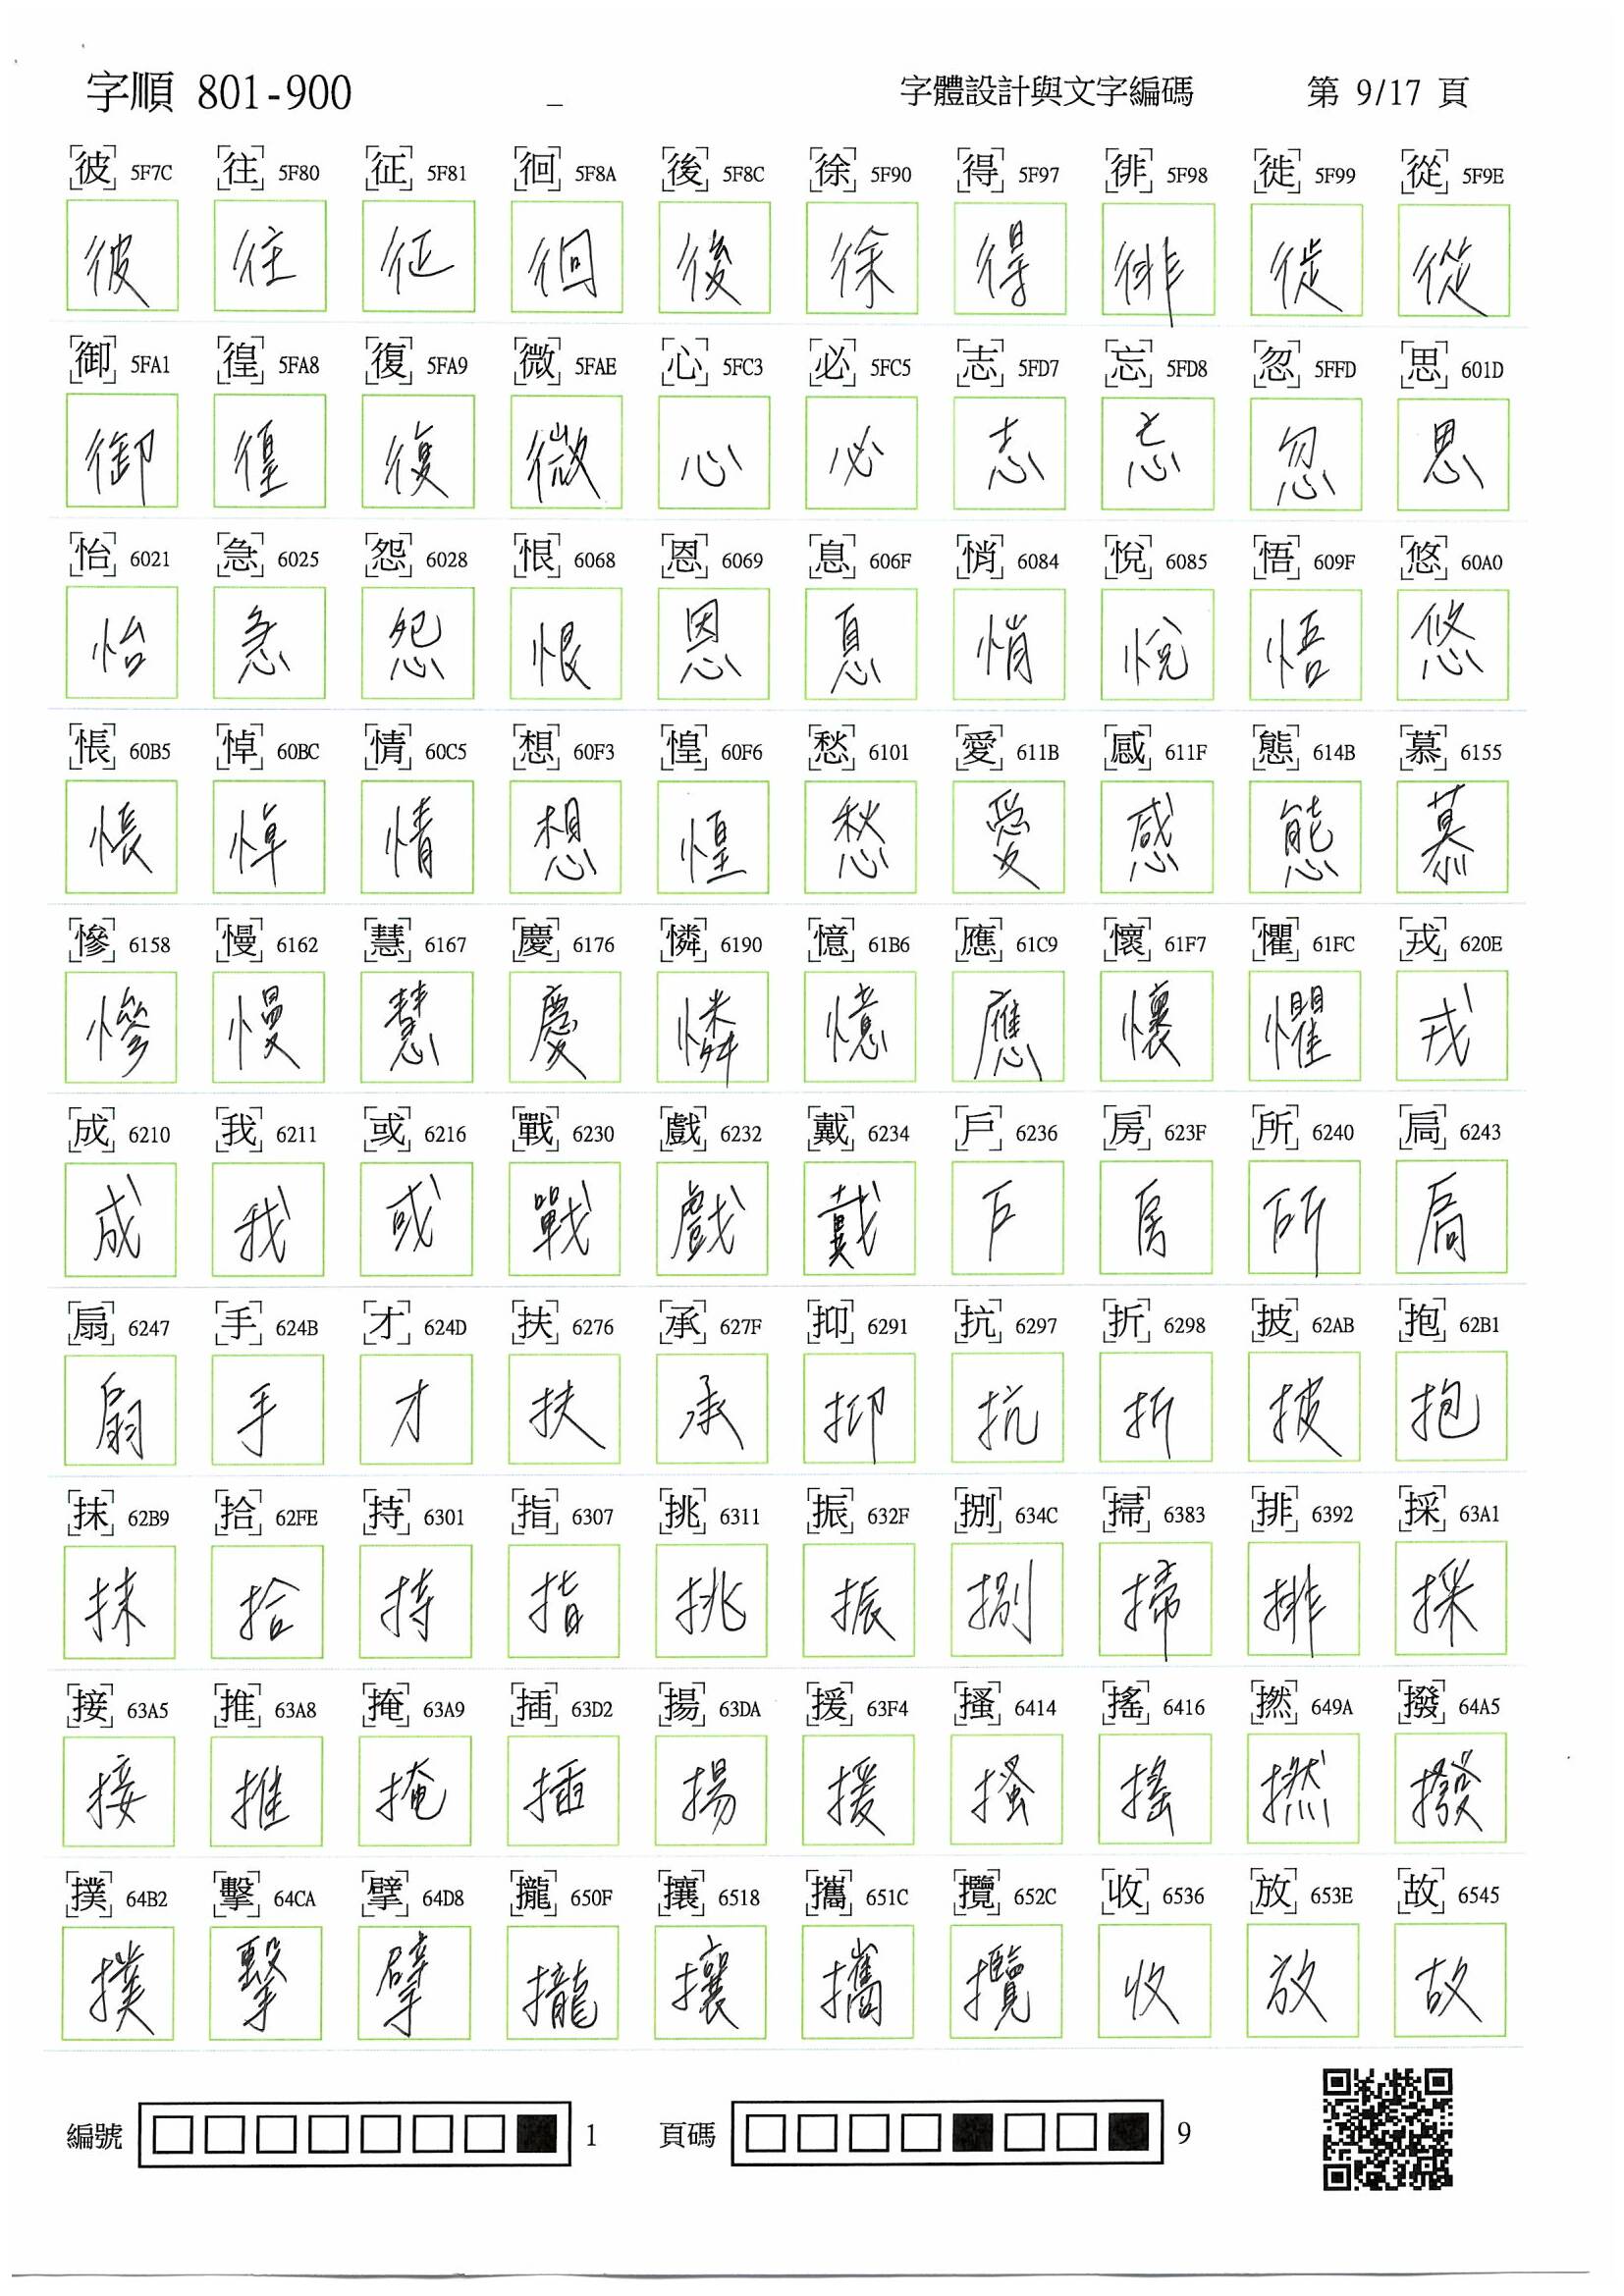 字順 801-900 _ 字體設計與文字編碼 第 9/17 頁
彼 5F7C 往 5F80 征 5F81 徊 5F8A 後 5F8C 徐 5F90 得 5F97 徘 5F98 徙 5F99 從 5F9E
彼 往 征 徊 後 徐 得 徘 徙 從
御 5FA1 徨 5FA8 復 5FA9 微 5FAE 心 5FC3 必 5FC5 志 5FD7 忘 5FD8 忽 5FFD 思 601D
御 徨 復 微 心 必 志 忘 忽 思
怡 6021 急 6025 怨 6028 恨 6068 恩 6069 息 606F 悄 6084 悅 6085 悟 609F 悠 60A0
怡 急 怨 恨 恩 息 悄 悅 悟 悠
悵 60B5 悼 60BC 情 60C5 想 60F3 惶 60F6 愁 6101 愛 611B 感 611F 態 614B 慕 6155
悵 悼 情 想 惶 愁 愛 感 態 慕
慘 6158 慢 6162 慧 6167 慶 6176 憐 6190 憶 61B6 應 61C9 懷 61F7 懼 61FC 戎 620E
慘 慢 慧 慶 憐 憶 應 懷 懼 戎
成 6210 我 6211 或 6216 戰 6230 戲 6232 戴 6234 戶 6236 房 623F 所 6240 扃 6243
成 我 或 戰 戲 戴 戶 房 所 扃
扇 6247 手 624B 才 624D 扶 6276 承 627F 抑 6291 抗 6297 折 6298 披 62AB 抱 62B1
扇 手 才 扶 承 抑 抗 折 披 抱
抹 62B9 拾 62FE 持 6301 指 6307 挑 6311 振 632F 捌 634C 掃 6383 排 6392 採 63A1
抹 拾 持 指 挑 振 捌 掃 排 採
接 63A5 推 63A8 掩 63A9 插 63D2 揚 63DA 援 63F4 搔 6414 搖 6416 撚 649A 撥 64A5
接 推 掩 插 揚 援 搔 搖 撚 撥
撲 64B2 擊 64CA 擘 64D8 攏 650F 攘 6518 攜 651C 攬 652C 收 6536 放 653E 故 6545
撲 擊 擘 攏 攘 攜 攬 收 放 故
編號 1 頁碼 9